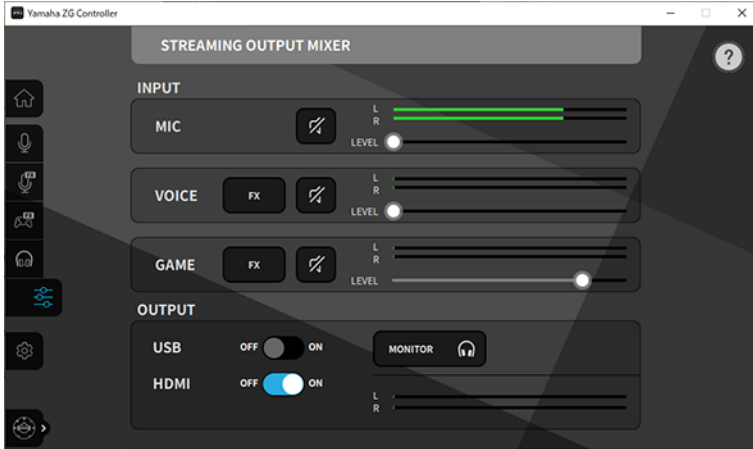 Yamaha ZG Controller
STREAMING OUTPUT MIXER
?
INPUT
MIC
L
R
LEVEL
VOICE
FX
L
R
LEVEL
GAME
FX
L
R
LEVEL
OUTPUT
USB OFF ON
MONITOR
HDMI OFF ON
L
R